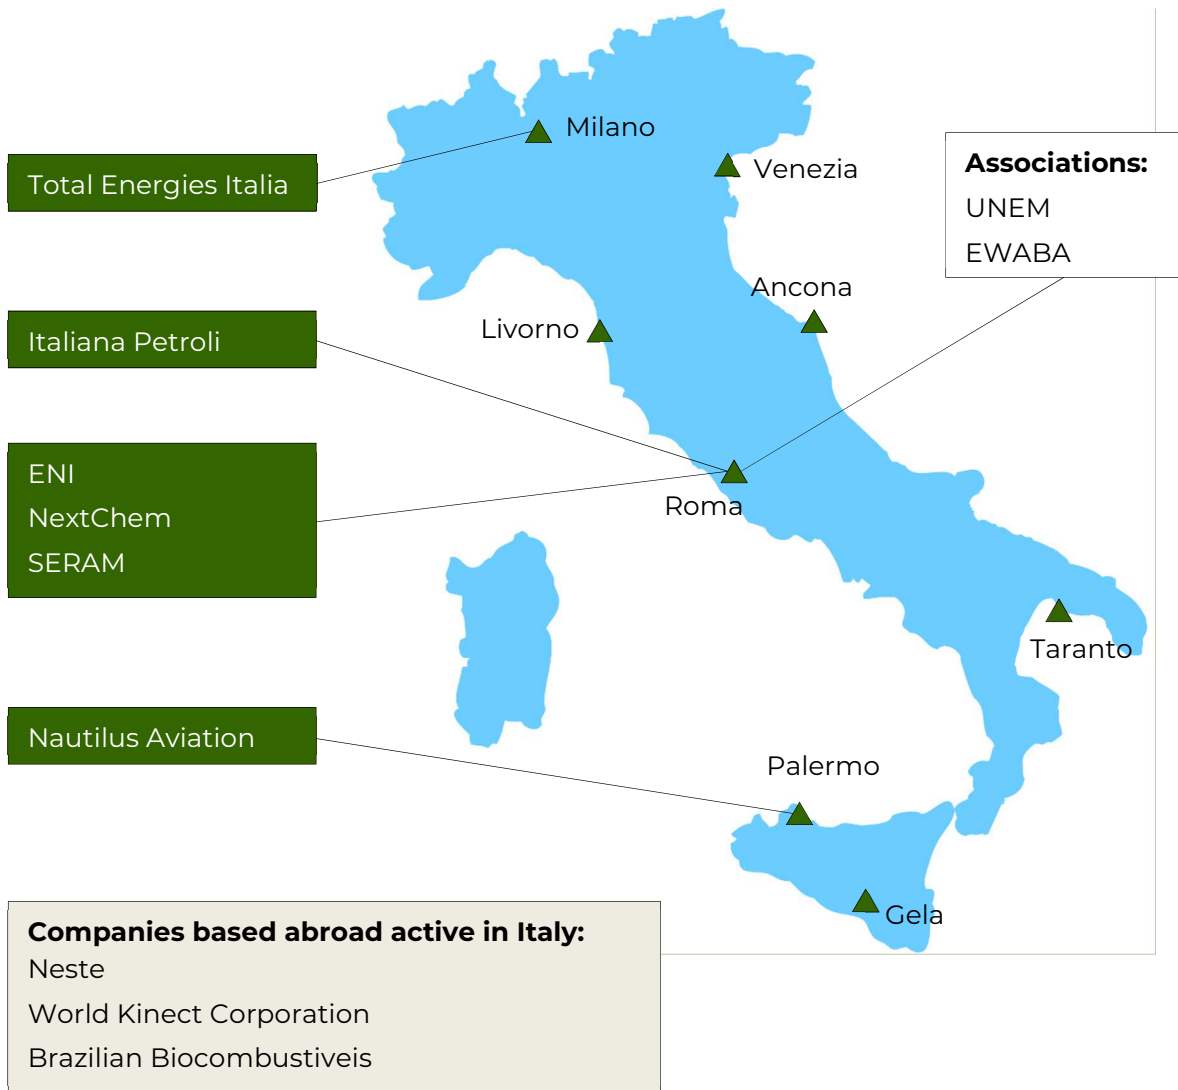 Milano
Total Energies Italia
Venezia
Associations:
UNEM
EWABA
Ancona
Livorno
Italiana Petroli
ENI
NextChem
SERAM
Roma
Taranto
Nautilus Aviation
Palermo
Gela
Companies based abroad active in Italy:
Neste
World Kinect Corporation
Brazilian Biocombustiveis